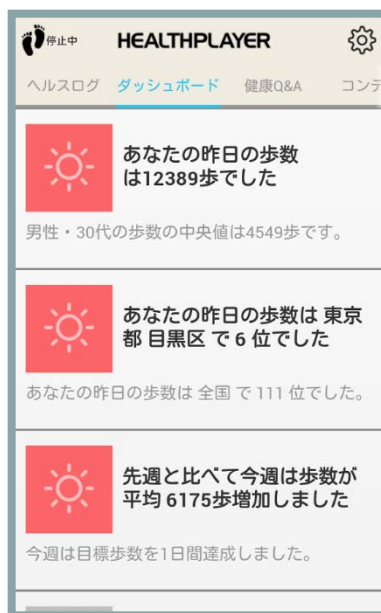 停止中 HEALTHPLAYER
ヘルスログ ダッシュボード 健康Q&A コンテ
あなたの昨日の歩数
は12389歩でした
男性・30代の歩数の中央値は4549歩です。
あなたの昨日の歩数は 東京
都 目黒区 で 6 位でした
あなたの昨日の歩数は 全国 で 111 位でした。
先週と比べて今週は歩数が
平均 6175歩増加しました
今週は目標歩数を1日間達成しました。